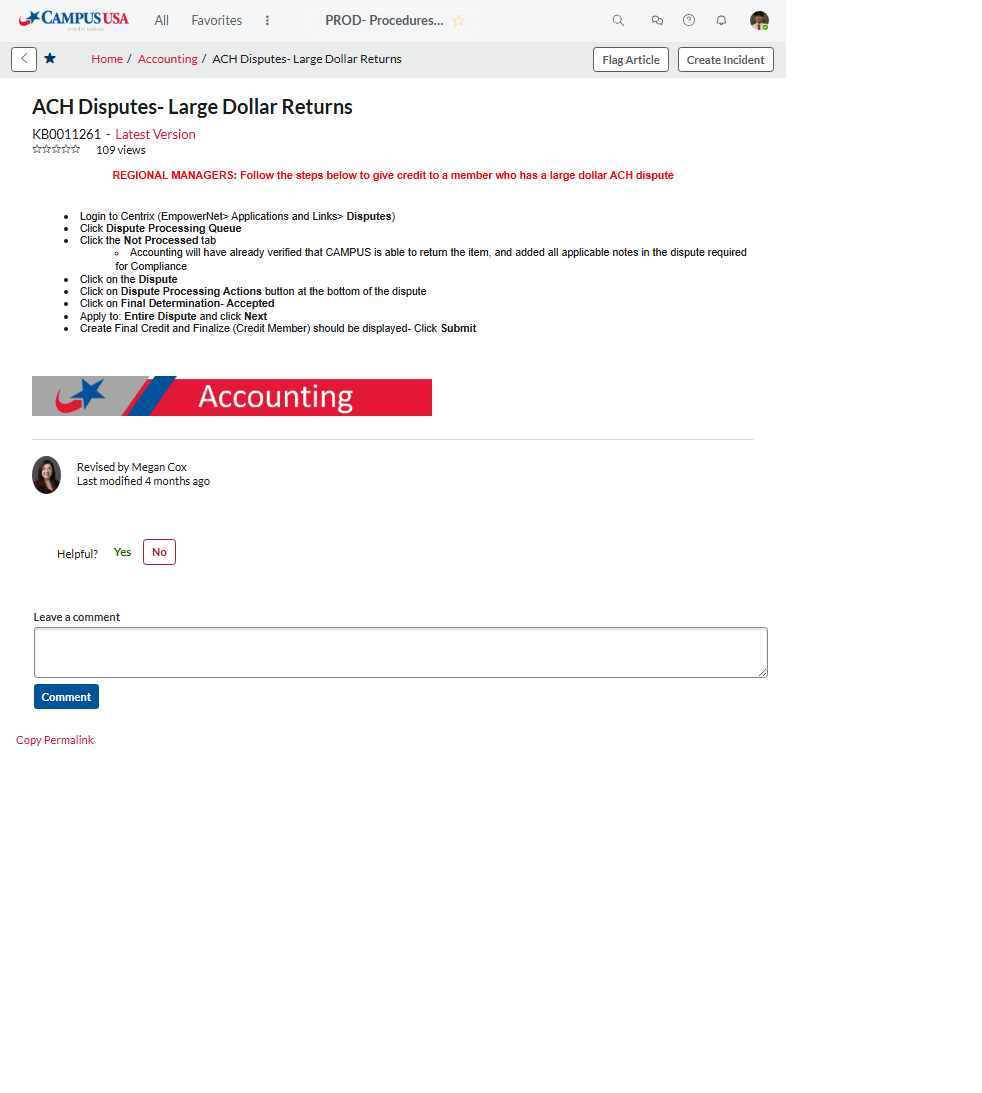 CAMPUS USA
credit union
All Favorites PROD- Procedures...
Home / Accounting / ACH Disputes- Large Dollar Returns
Flag Article Create Incident
ACH Disputes- Large Dollar Returns
KB0011261 - Latest Version
109 views
REGIONAL MANAGERS: Follow the steps below to give credit to a member who has a large dollar ACH dispute
• Login to Centrix (EmpowerNet> Applications and Links> Disputes)
• Click Dispute Processing Queue
• Click the Not Processed tab
◦ Accounting will have already verified that CAMPUS is able to return the item, and added all applicable notes in the dispute required
for Compliance
• Click on the Dispute
• Click on Dispute Processing Actions button at the bottom of the dispute
• Click on Final Determination- Accepted
• Apply to: Entire Dispute and click Next
• Create Final Credit and Finalize (Credit Member) should be displayed- Click Submit
Accounting
Revised by Megan Cox
Last modified 4 months ago
Helpful? Yes No
Leave a comment
Comment
Copy Permalink